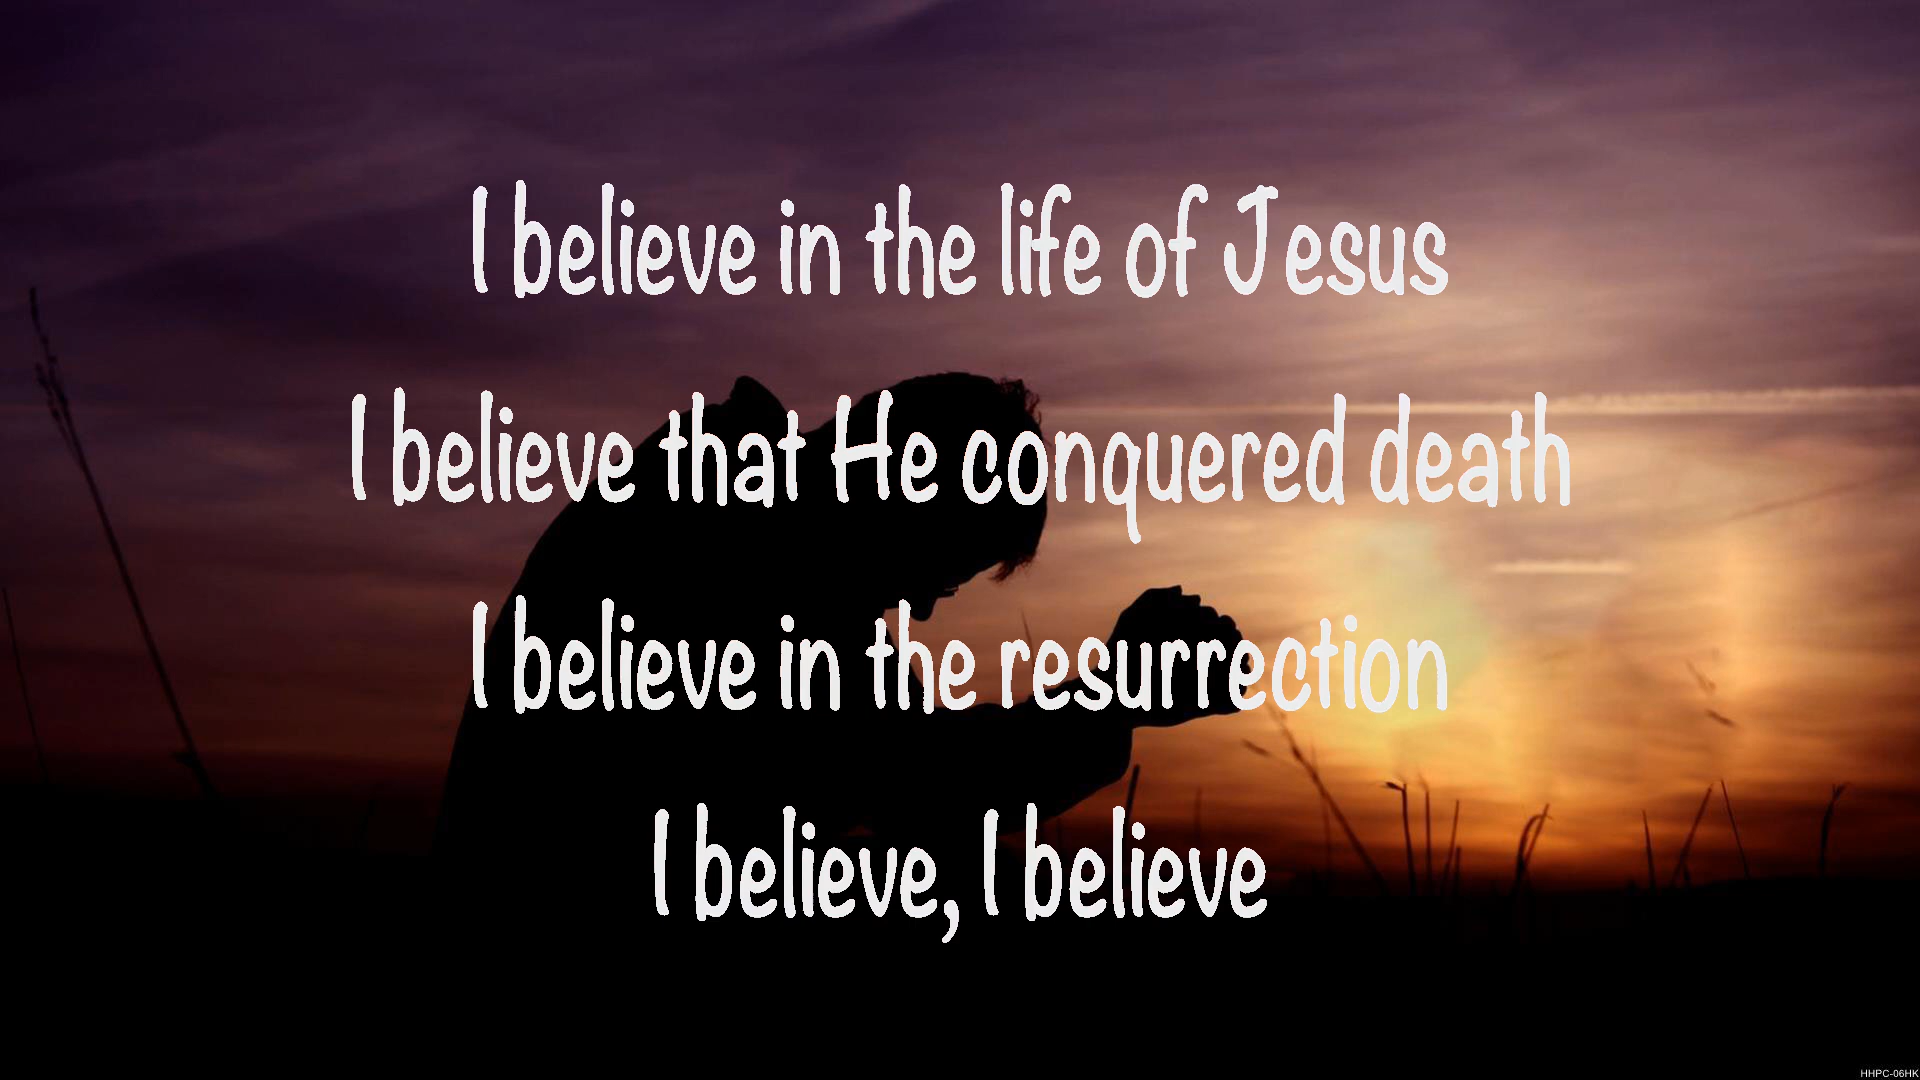 I believe in the life of Jesus
I believe that He conquered death
I believe in the resurrection
I believe, I believe
HHPC-06HK